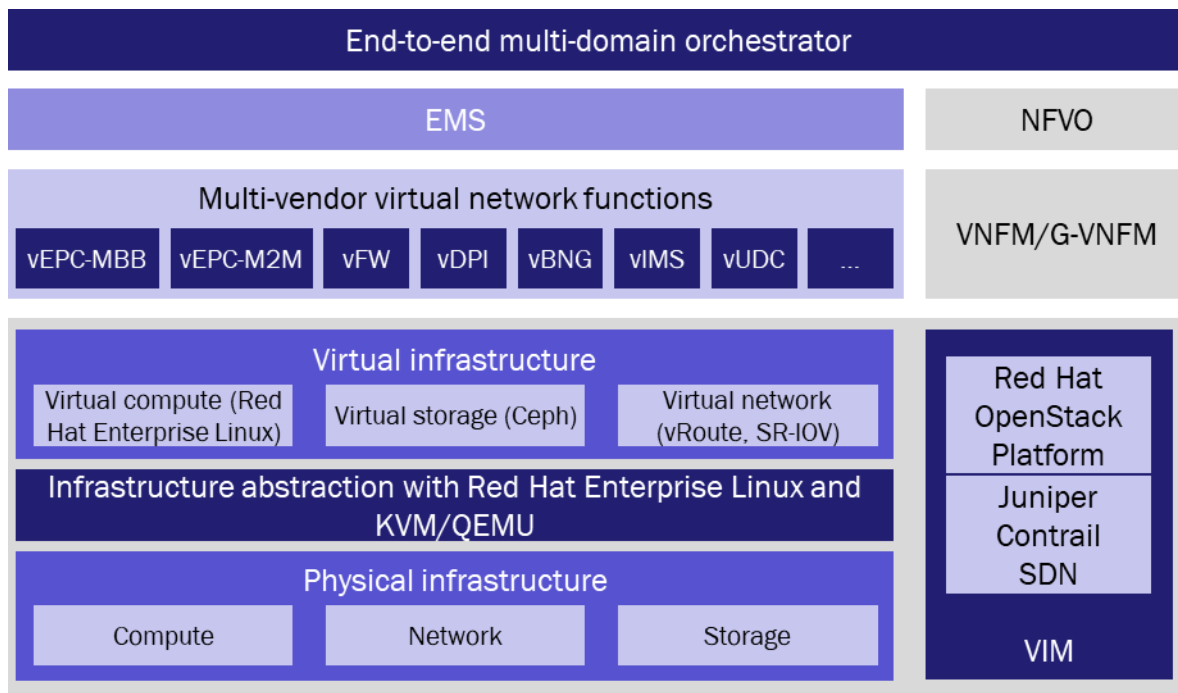 End-to-end multi-domain orchestrator
EMS
NFVO
Multi-vendor virtual network functions
vEPC-MBB
vEPC-M2M
vFW
vDPI
vBNG
vIMS
vUDC
...
VNFM/G-VNFM
Virtual infrastructure
Virtual compute (Red
Hat Enterprise Linux)
Virtual storage (Ceph)
Virtual network
(vRoute, SR-IOV)
Infrastructure abstraction with Red Hat Enterprise Linux and
KVM/QEMU
Physical infrastructure
Compute
Network
Storage
Red Hat
OpenStack
Platform
Juniper
Contrail
SDN
VIM